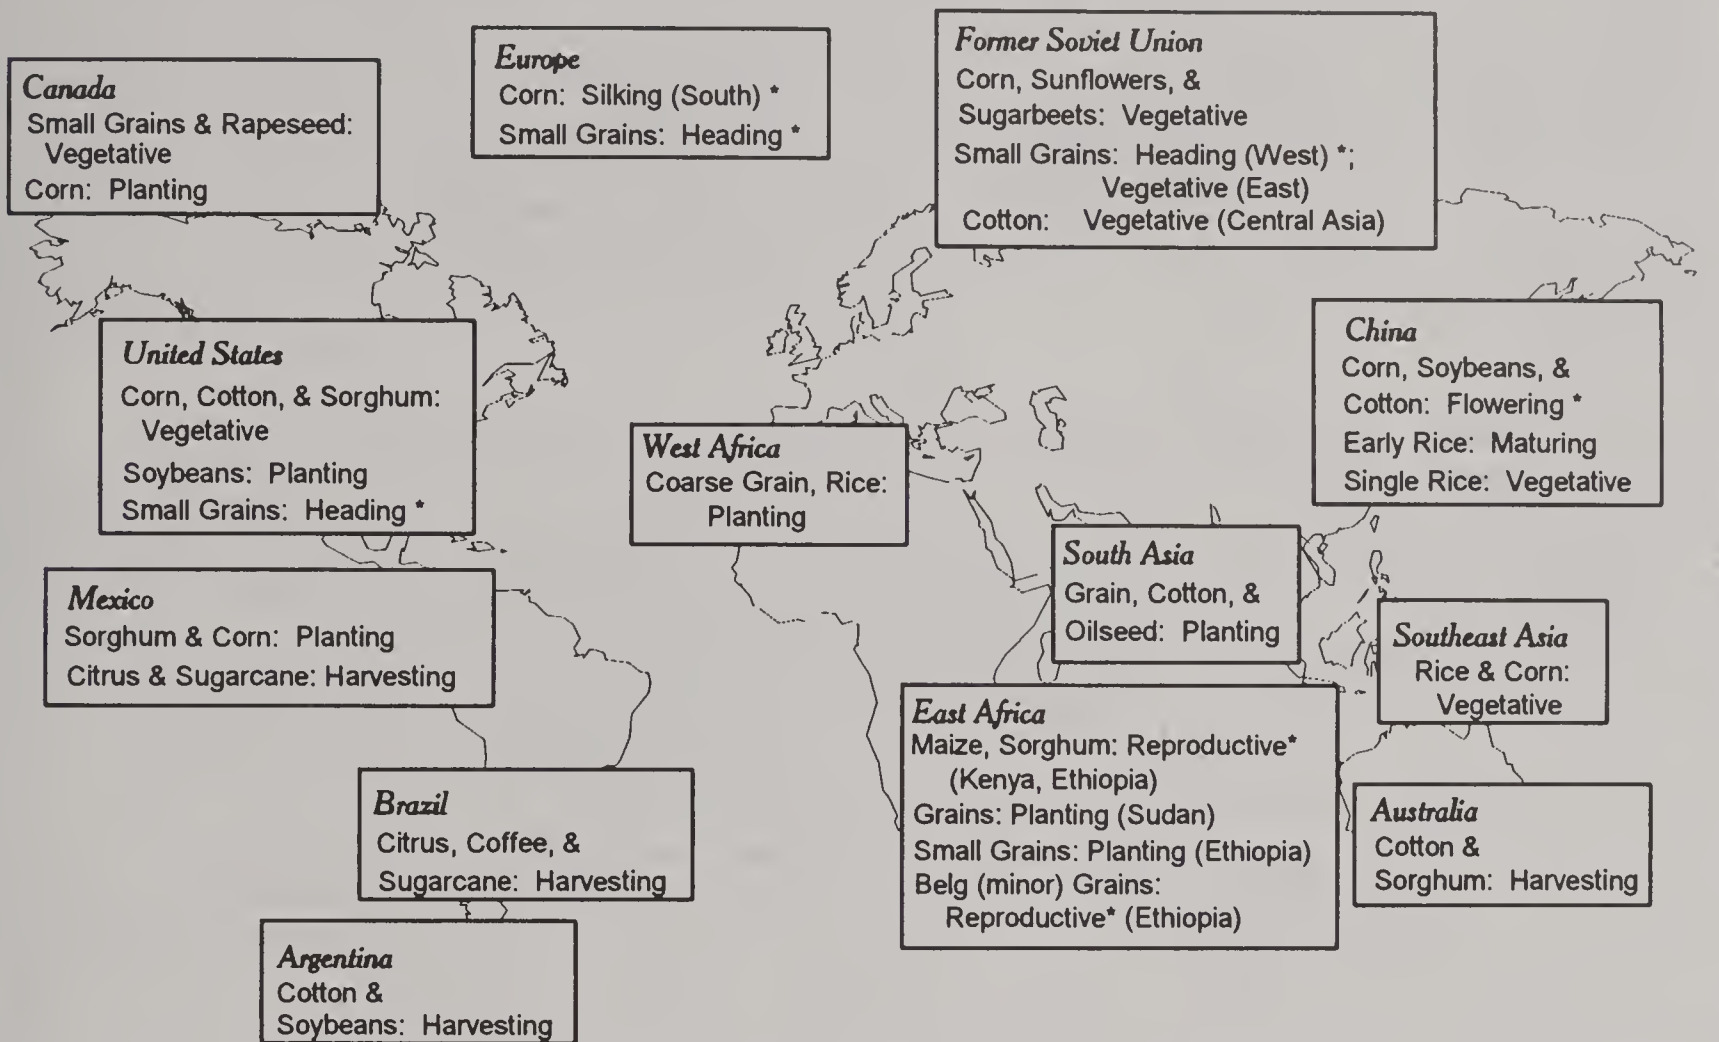 Canada
Small Grains & Rapeseed:
Vegetative
Corn: Planting
Europe
Corn: Silking (South) *
Small Grains: Heading *
Former Soviet Union
Corn, Sunflowers, &
Sugarbeets: Vegetative
Small Grains: Heading (West) *;
Vegetative (East)
Cotton: Vegetative (Central Asia)
United States
Corn, Cotton, & Sorghum:
Vegetative
Soybeans: Planting
Small Grains: Heading *
West Africa
Coarse Grain, Rice:
Planting
China
Corn, Soybeans, &
Cotton: Flowering *
Early Rice: Maturing
Single Rice: Vegetative
South Asia
Grain, Cotton, &
Oilseed: Planting
Mexico
Sorghum & Corn: Planting
Citrus & Sugarcane: Harvesting
Southeast Asia
Rice & Corn:
Vegetative
East Africa
Maize, Sorghum: Reproductive*
(Kenya, Ethiopia)
Grains: Planting (Sudan)
Small Grains: Planting (Ethiopia)
Belg (minor) Grains:
Reproductive* (Ethiopia)
Brazil
Citrus, Coffee, &
Sugarcane: Harvesting
Australia
Cotton &
Sorghum: Harvesting
Argentina
Cotton &
Soybeans: Harvesting